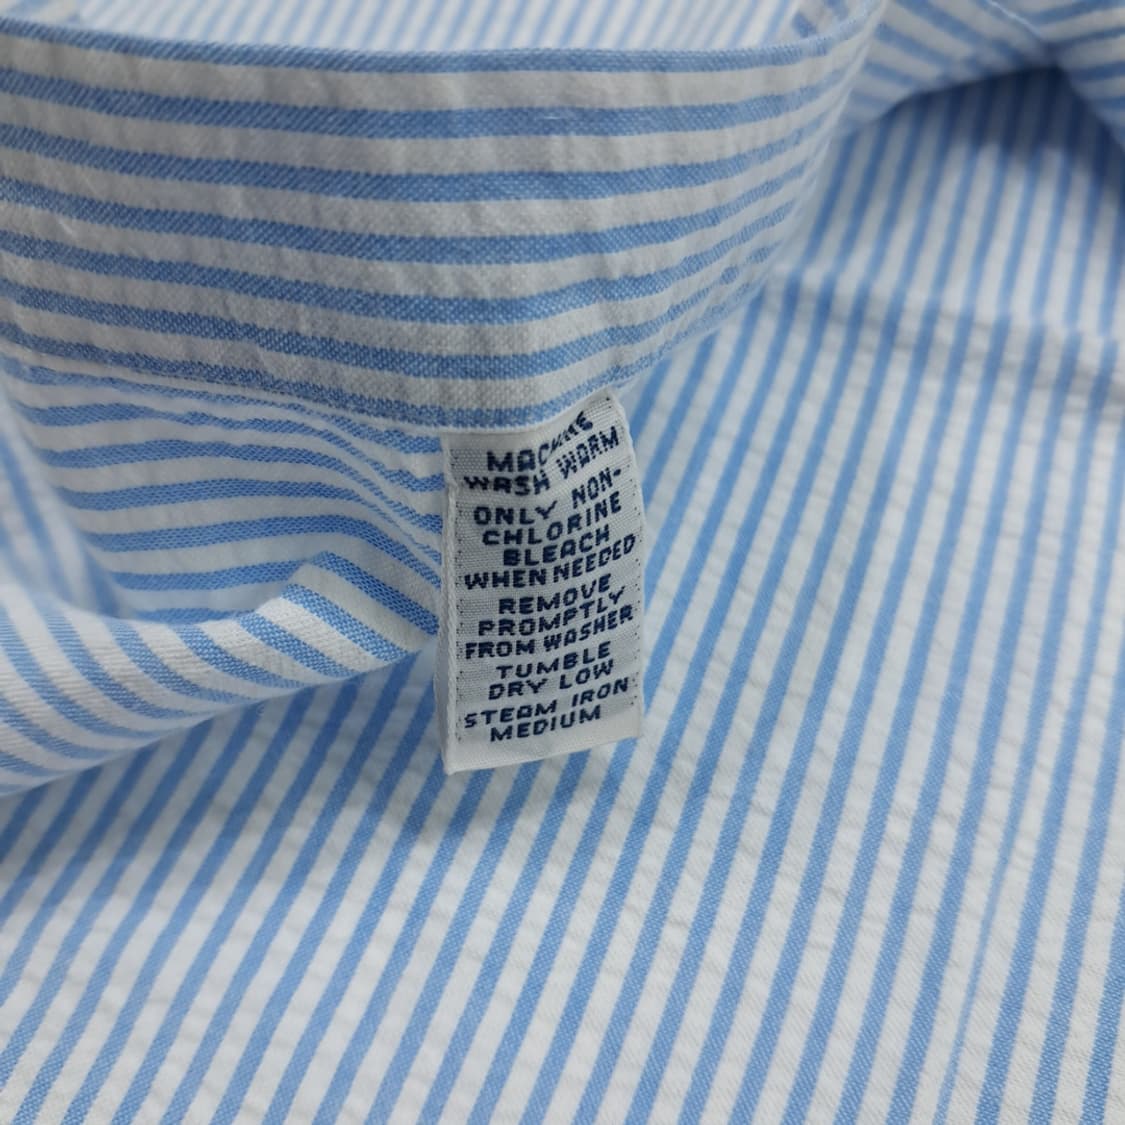 MACHINE
WASH WARM
ONLY NON-
CHLORINE
BLEACH
WHEN NEEDED
REMOVE
PROMPTLY
FROM WASHER
TUMBLE
DRY LOW
STEAM IRON
MEDIUM